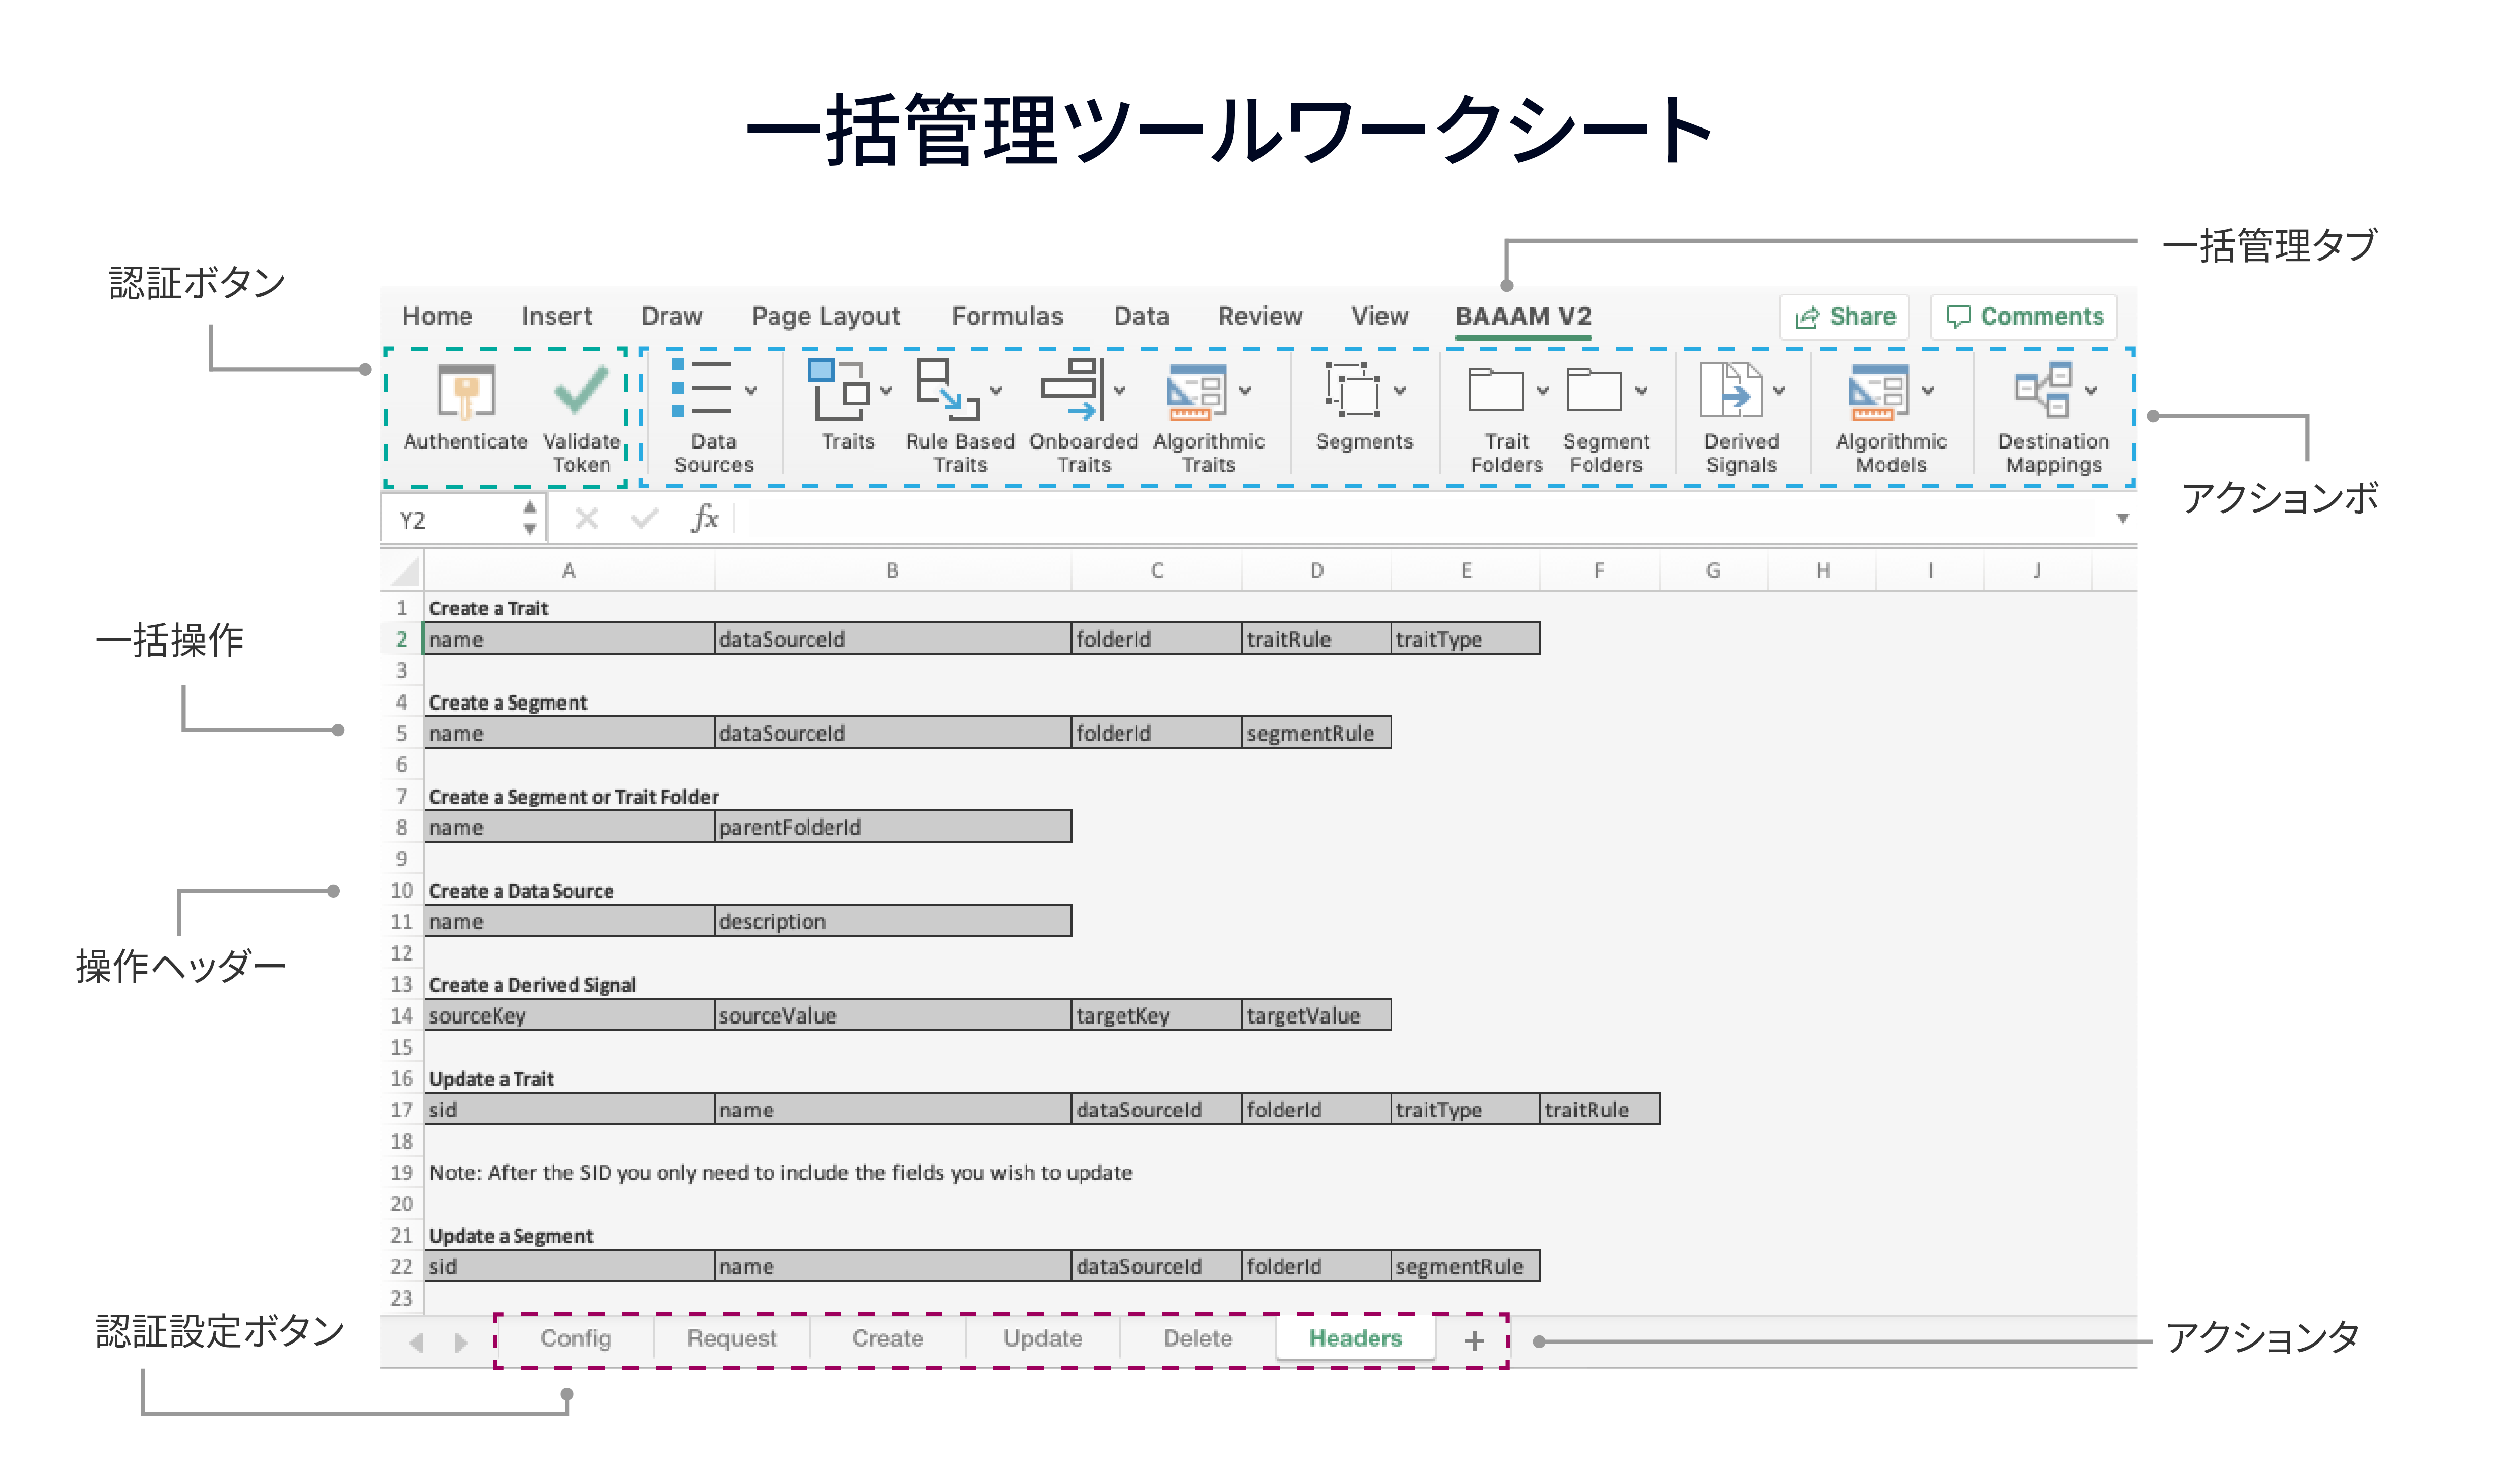 一括管理ツールワークシート
一括管理タブ
認証ボタン
Home Insert Draw Page Layout Formulas Data Review View BAAAM V2 Share Comments
Authenticate Validate Token Data Sources Traits Rule Based Traits Onboarded Traits Algorithmic Traits Segments Trait Folders Segment Folders Derived Signals Algorithmic Models Destination Mappings
アクションボ
Y2 fx
A B C D E F G H I J
1 Create a Trait
一括操作
2 name dataSourceId folderId traitRule traitType
3
4 Create a Segment
5 name dataSourceId folderId segmentRule
6
7 Create a Segment or Trait Folder
8 name parentFolderId
9
10 Create a Data Source
11 name description
12
操作ヘッダー
13 Create a Derived Signal
14 sourceKey sourceValue targetKey targetValue
15
16 Update a Trait
17 sid name dataSourceId folderId traitType traitRule
18
19 Note: After the SID you only need to include the fields you wish to update
20
21 Update a Segment
22 sid name dataSourceId folderId segmentRule
23
認証設定ボタン
Config Request Create Update Delete Headers +
アクションタ